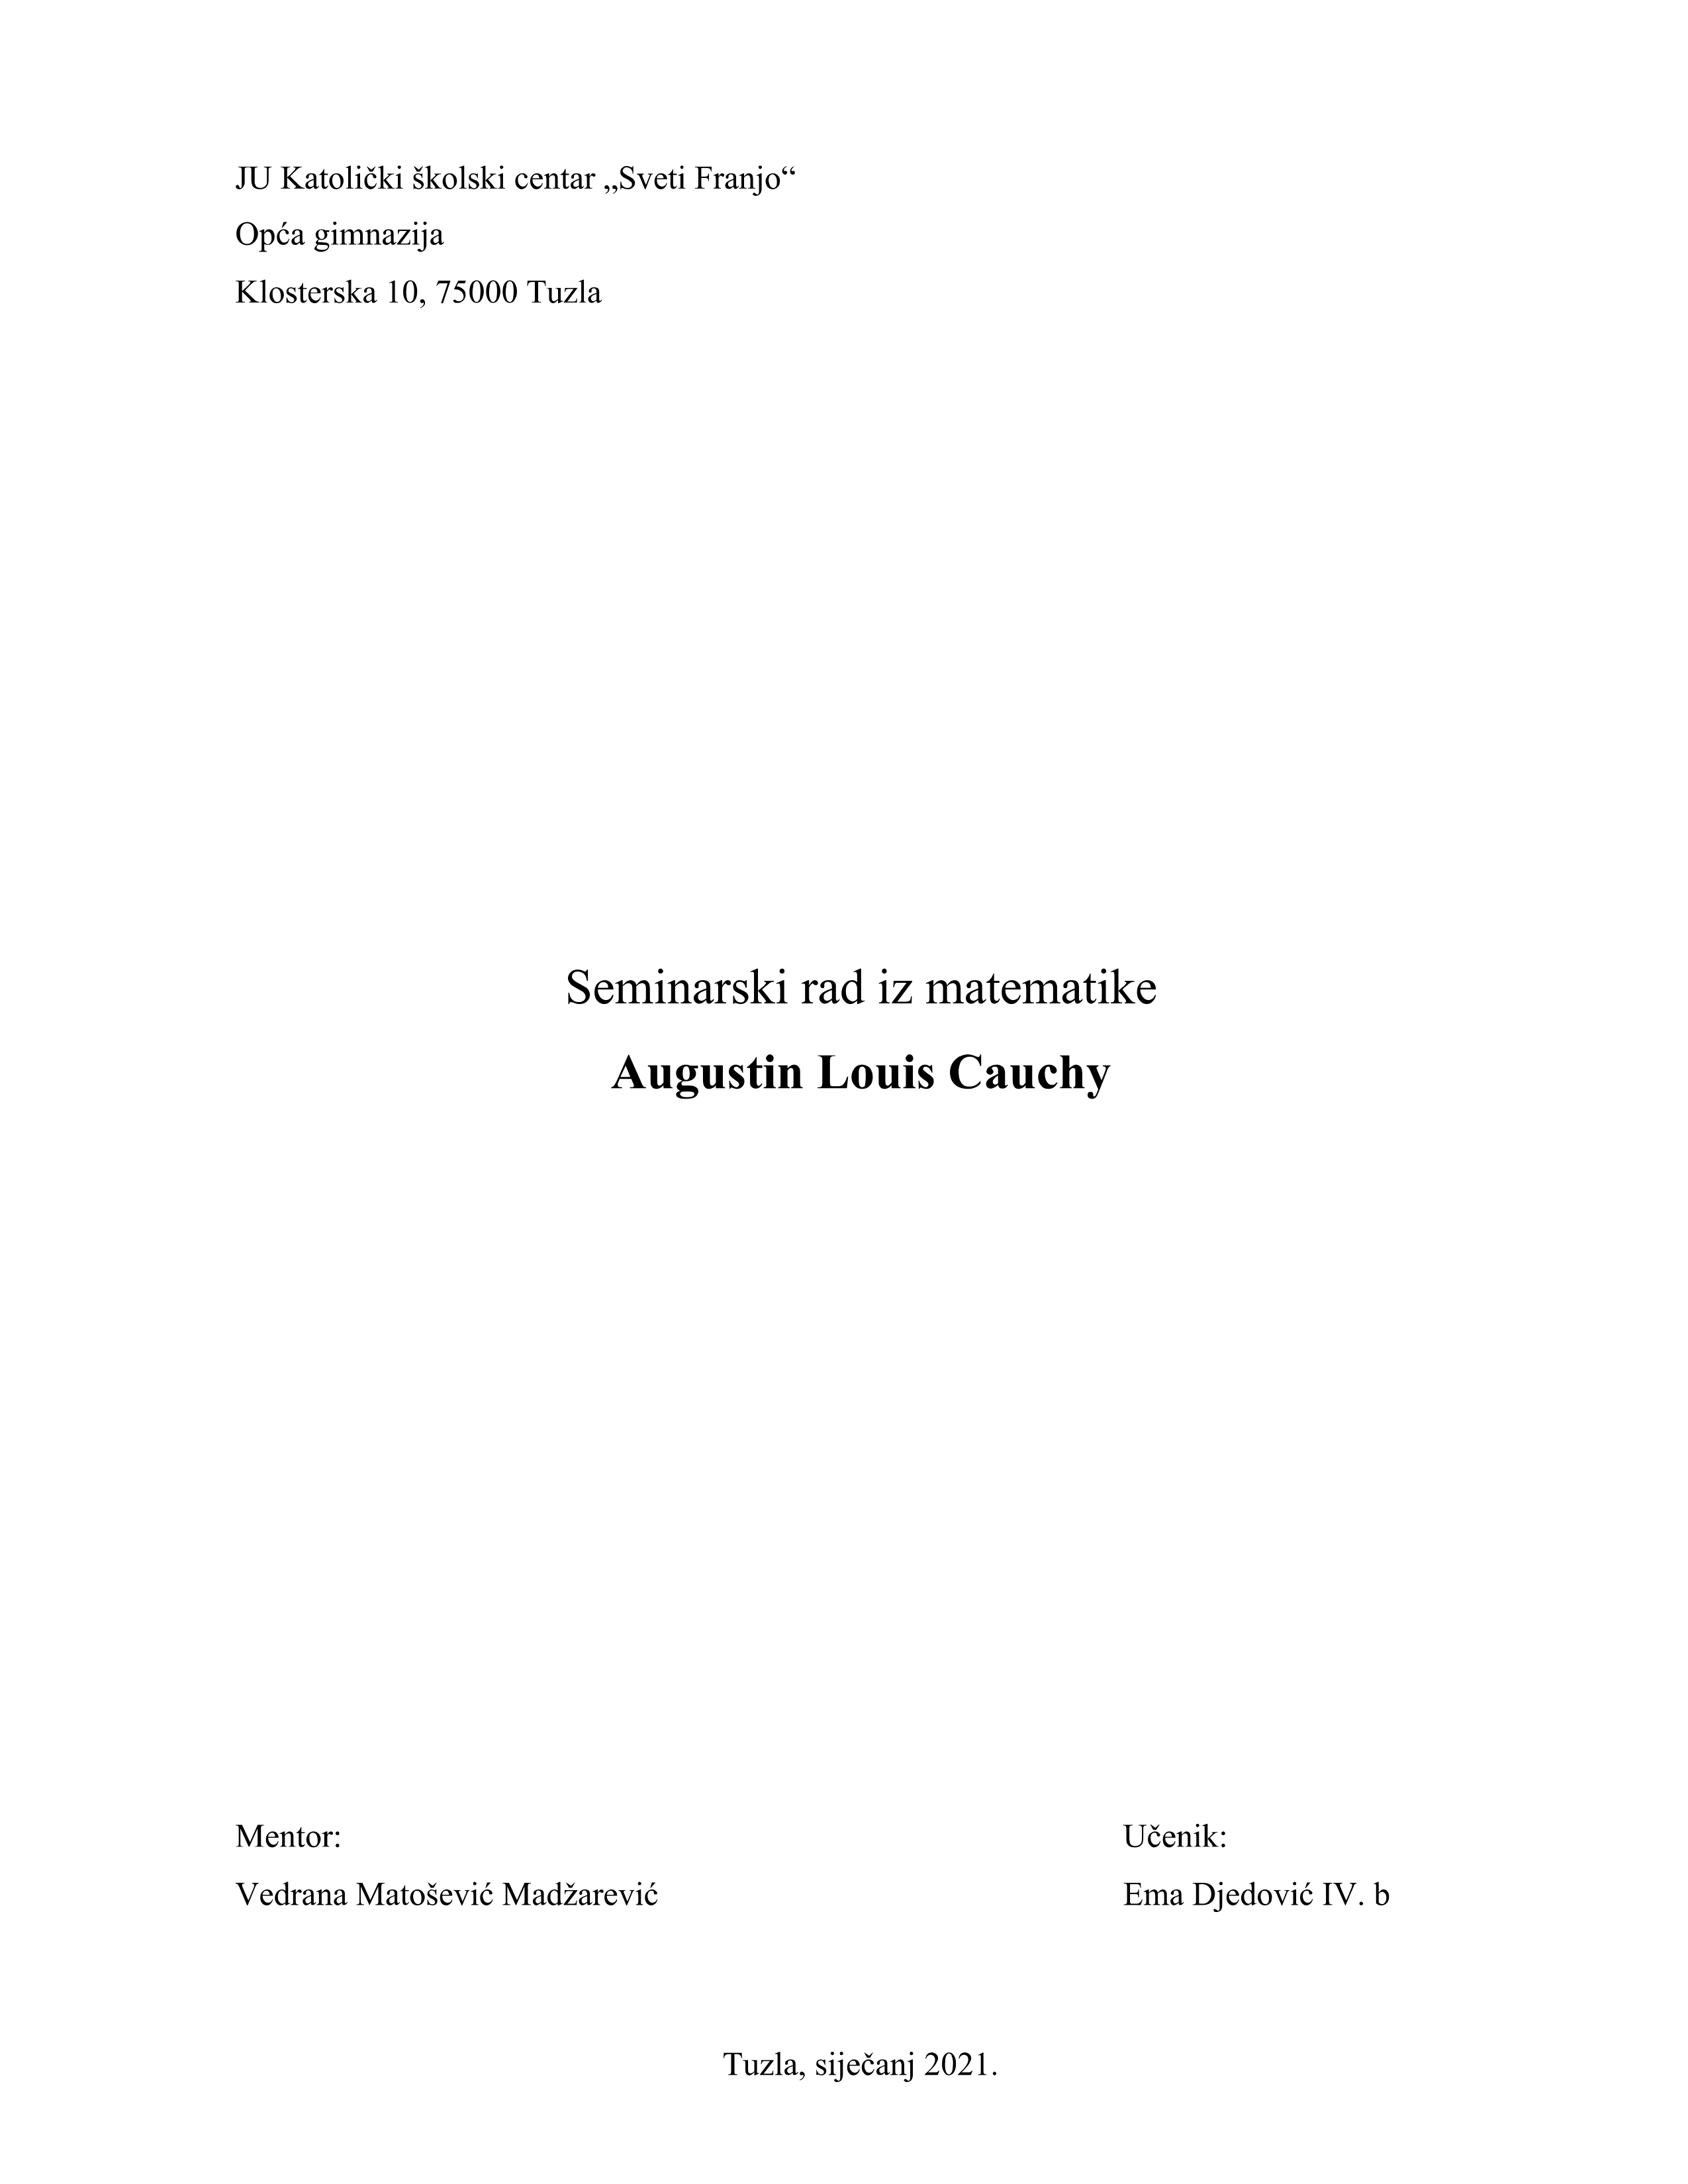 JU Katolički školski centar „Sveti Franjo“
Opća gimnazija
Klosterska 10, 75000 Tuzla
Seminarski rad iz matematike
Augustin Louis Cauchy
Mentor:
Vedrana Matošević Madžarević
Učenik:
Ema Djedović IV. b
Tuzla, siječanj 2021.